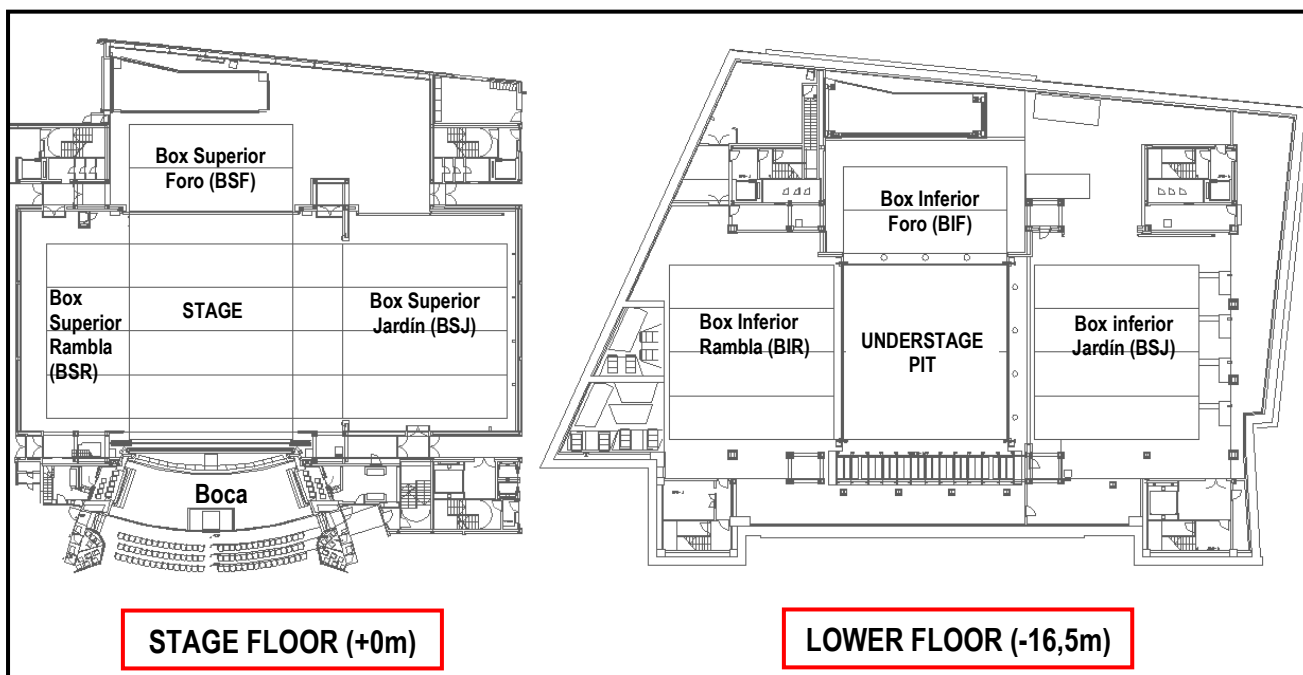 Box Superior
Foro (BSF)
Box
Superior
Rambla
(BSR)
STAGE
Box Superior
Jardín (BSJ)
Boca
STAGE FLOOR (+0m)
Box Inferior
Foro (BIF)
Box Inferior
Rambla (BIR)
UNDERSTAGE
PIT
Box inferior
Jardín (BSJ)
LOWER FLOOR (-16,5m)